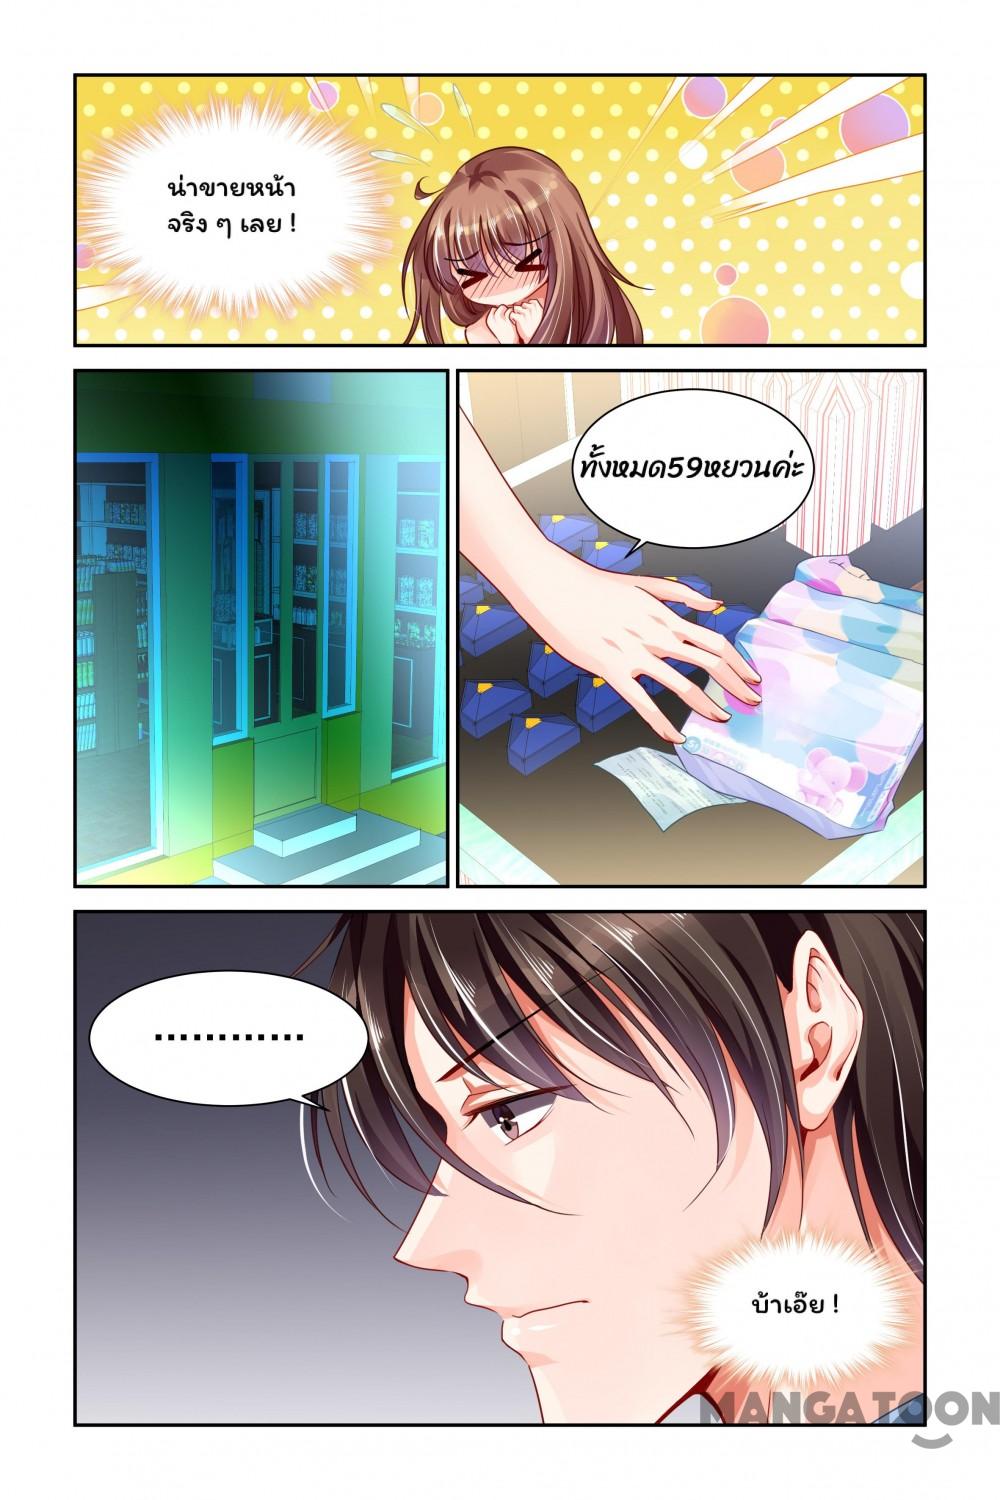 น่าขายหน้า
จริง ๆ เลย !
ทั้งหมด59หยวนค่ะ
............
บ้าเอ๊ย !
MANGATOON